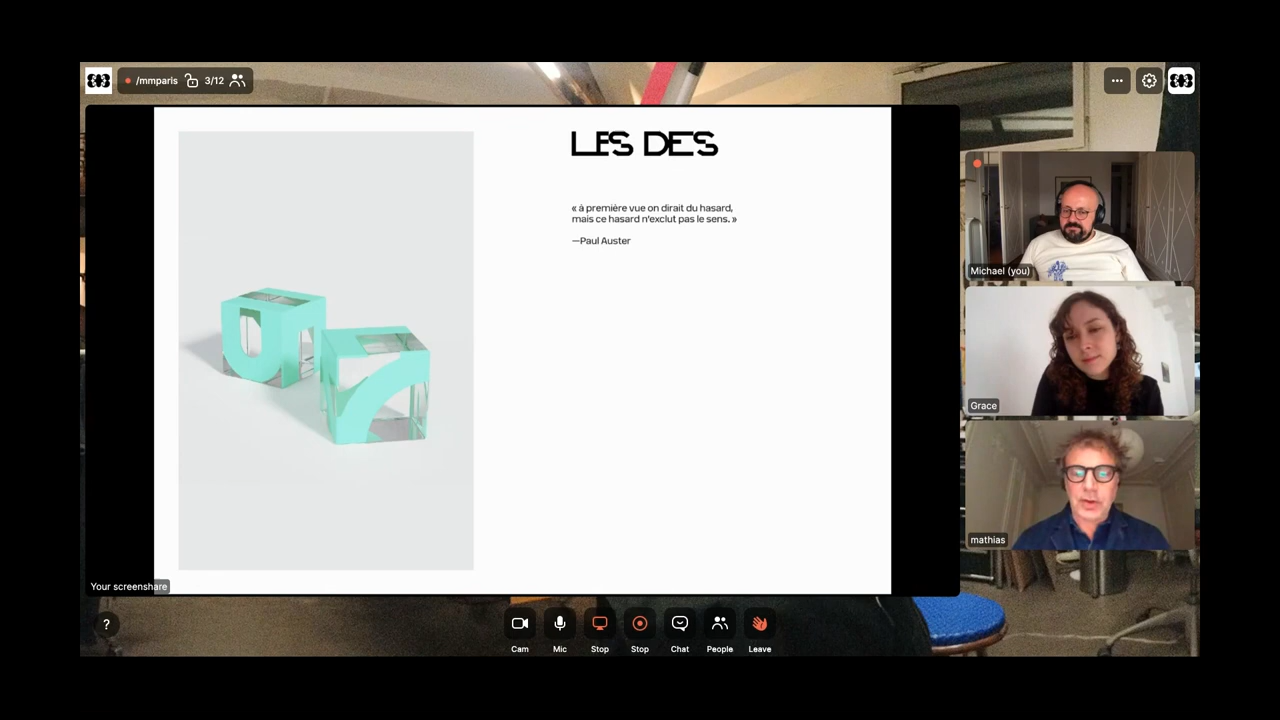 /mmparis
3/12
LES DES
« à première vue on dirait du hasard,
mais ce hasard n'exclut pas le sens. »
—Paul Auster
Michael (you)
Grace
mathias
Your screenshare
?
Cam
Mic
Stop
Stop
Chat
People
Leave